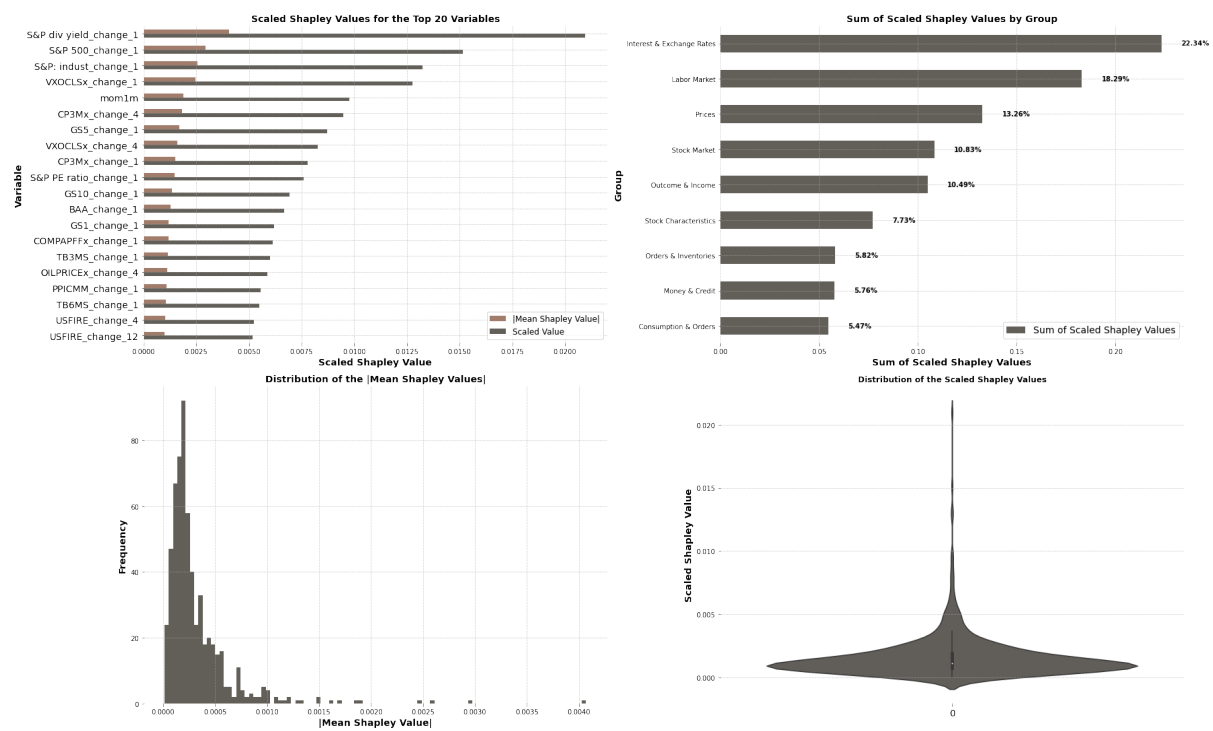 Scaled Shapley Values for the Top 20 Variables
Variable
S&P div yield_change_1
S&P 500_change_1
S&P: indust_change_1
VXOCLSx_change_1
mom1m
CP3Mx_change_4
GS5_change_1
VXOCLSx_change_4
CP3Mx_change_1
S&P PE ratio_change_1
GS10_change_1
BAA_change_1
GS1_change_1
COMPAPFFx_change_1
TB3MS_change_1
OILPRICEx_change_4
PPICMM_change_1
TB6MS_change_1
USFIRE_change_4
USFIRE_change_12
|Mean Shapley Value|
Scaled Value
0.0000 0.0025 0.0050 0.0075 0.0100 0.0125 0.0150 0.0175 0.0200
Scaled Shapley Value
Sum of Scaled Shapley Values by Group
Group
Interest & Exchange Rates 22.34%
Labor Market 18.29%
Prices 13.26%
Stock Market 10.83%
Outcome & Income 10.49%
Stock Characteristics 7.73%
Orders & Inventories 5.82%
Money & Credit 5.76%
Consumption & Orders 5.47%
Sum of Scaled Shapley Values
0.00 0.05 0.10 0.15 0.20
Sum of Scaled Shapley Values
Distribution of the |Mean Shapley Values|
Frequency
80
60
40
20
0
0.0000 0.0005 0.0010 0.0015 0.0020 0.0025 0.0030 0.0035 0.0040
|Mean Shapley Value|
Distribution of the Scaled Shapley Values
Scaled Shapley Value
0.020
0.015
0.010
0.005
0.000
0